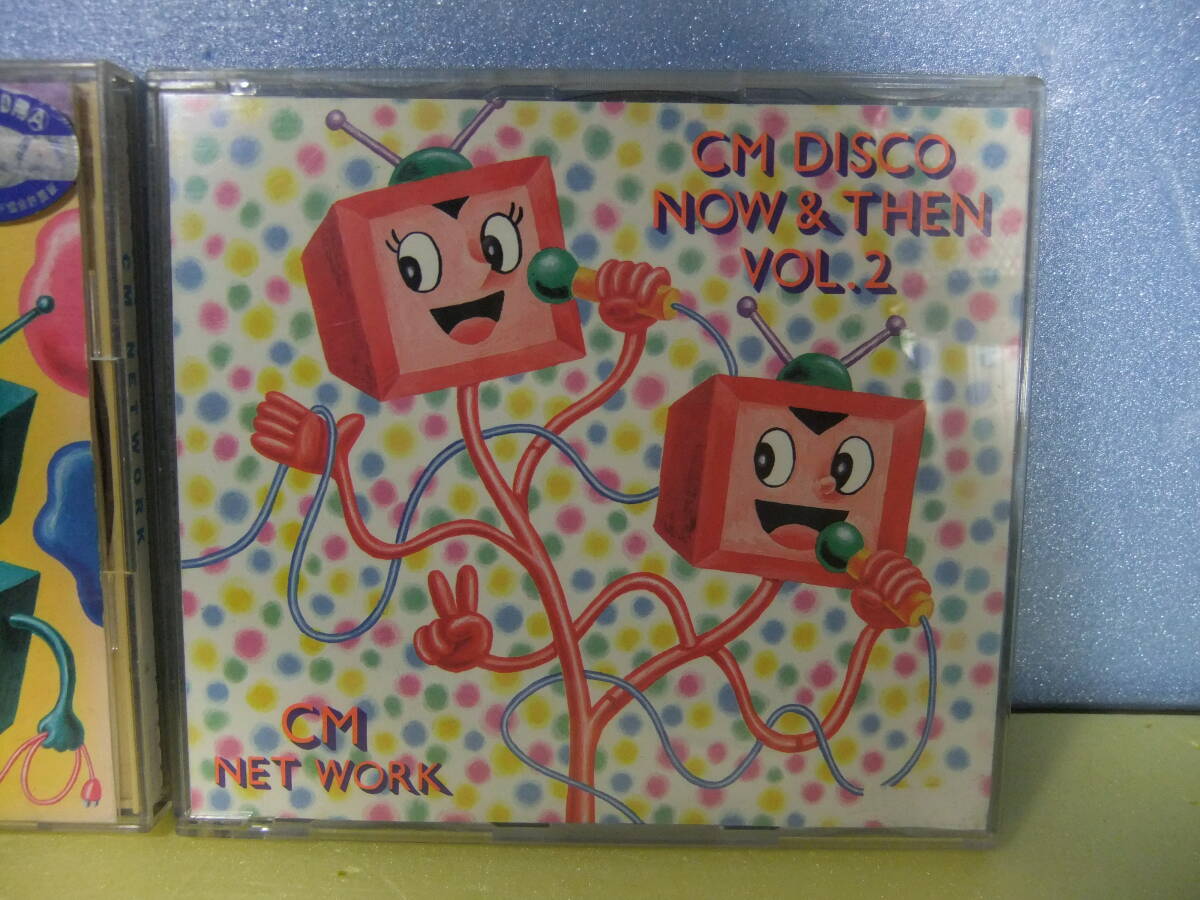 CM DISCO
NOW & THEN
VOL.2
CM
NET WORK
CM NETWORK